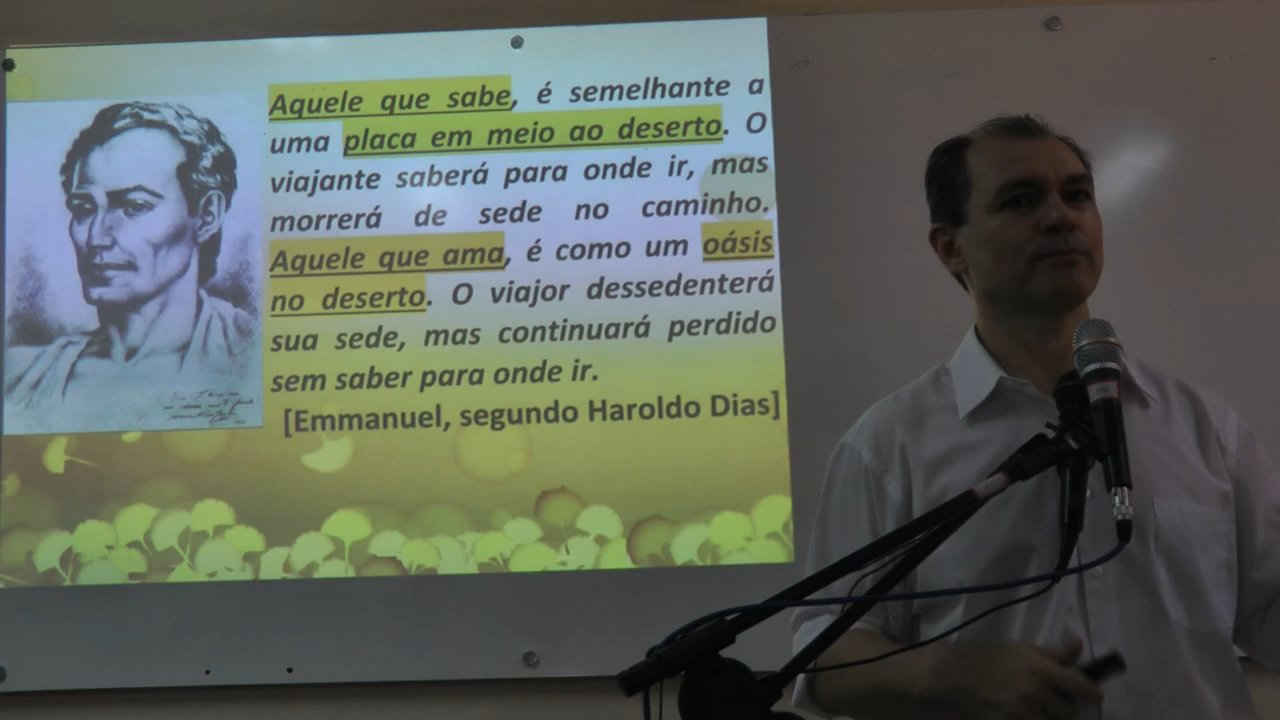 Aquele que sabe, é semelhante a
uma placa em meio ao deserto. O
viajante saberá para onde ir, mas
morrerá de sede no caminho.
Aquele que ama, é como um oásis
no deserto. O viajor dessedenterá
sua sede, mas continuará perdido
sem saber para onde ir.
[Emmanuel, segundo Haroldo Dias]